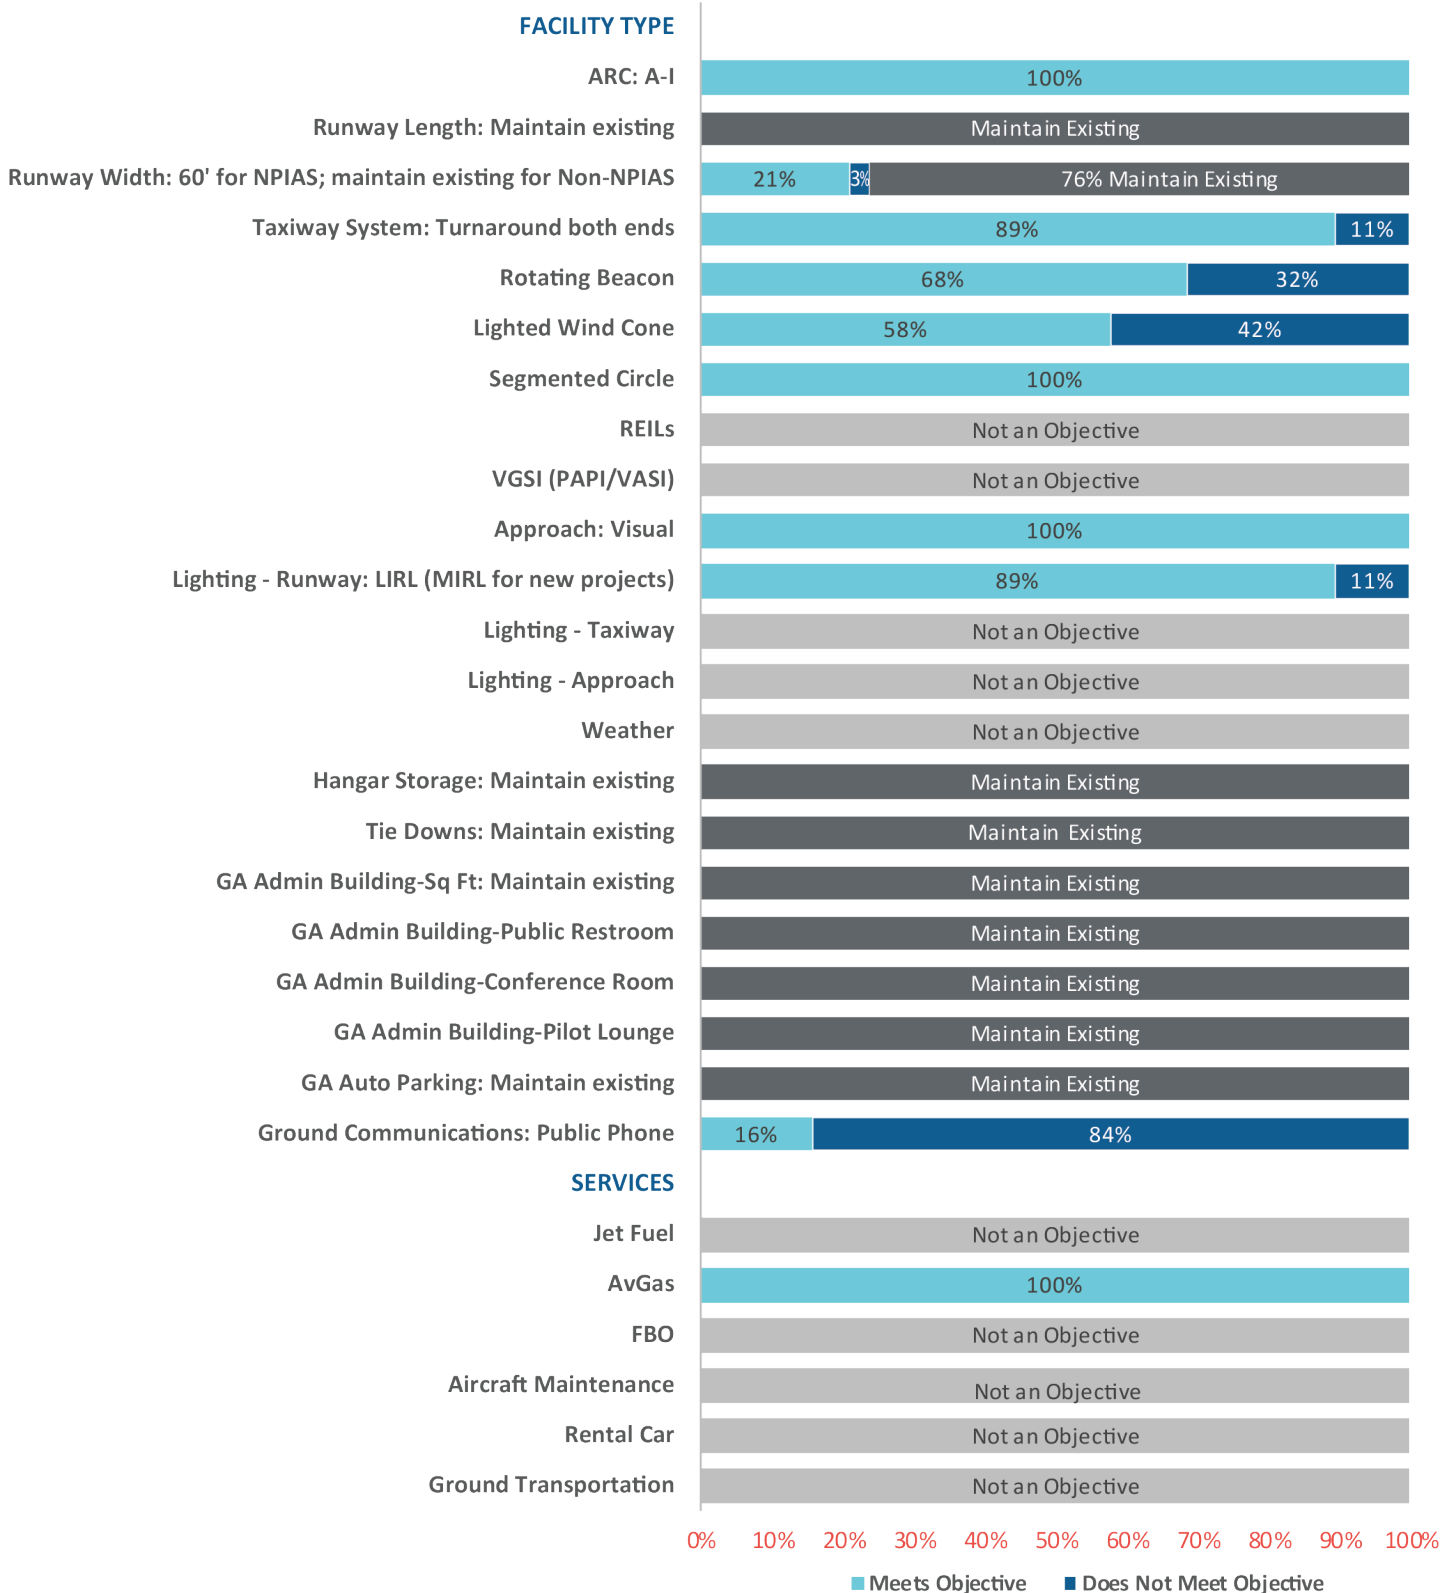 FACILITY TYPE
ARC: A-I 100%
Runway Length: Maintain existing Maintain Existing
Runway Width: 60' for NPIAS; maintain existing for Non-NPIAS 21% 3% 76% Maintain Existing
Taxiway System: Turnaround both ends 89% 11%
Rotating Beacon 68% 32%
Lighted Wind Cone 58% 42%
Segmented Circle 100%
REILs Not an Objective
VGSI (PAPI/VASI) Not an Objective
Approach: Visual 100%
Lighting - Runway: LIRL (MIRL for new projects) 89% 11%
Lighting - Taxiway Not an Objective
Lighting - Approach Not an Objective
Weather Not an Objective
Hangar Storage: Maintain existing Maintain Existing
Tie Downs: Maintain existing Maintain Existing
GA Admin Building-Sq Ft: Maintain existing Maintain Existing
GA Admin Building-Public Restroom Maintain Existing
GA Admin Building-Conference Room Maintain Existing
GA Admin Building-Pilot Lounge Maintain Existing
GA Auto Parking: Maintain existing Maintain Existing
Ground Communications: Public Phone 16% 84%
SERVICES
Jet Fuel Not an Objective
AvGas 100%
FBO Not an Objective
Aircraft Maintenance Not an Objective
Rental Car Not an Objective
Ground Transportation Not an Objective
0% 10% 20% 30% 40% 50% 60% 70% 80% 90% 100%
Meets Objective Does Not Meet Objective